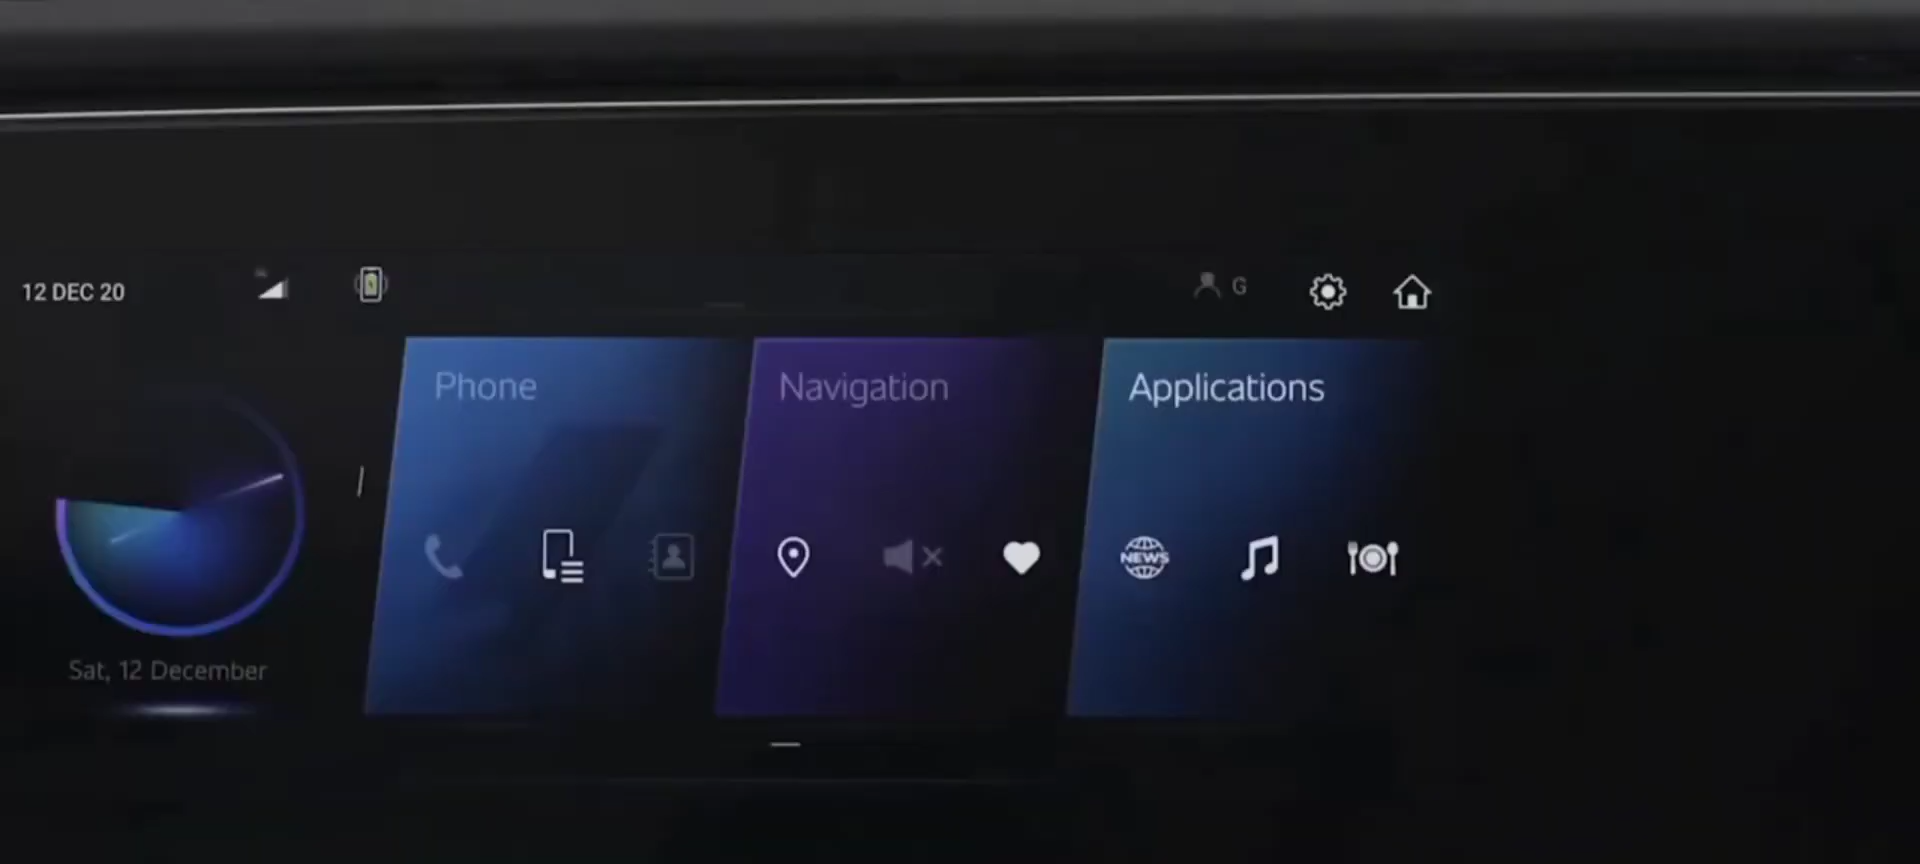 12 DEC 20
G
Phone
Navigation
Applications
NEWS
Sat, 12 December